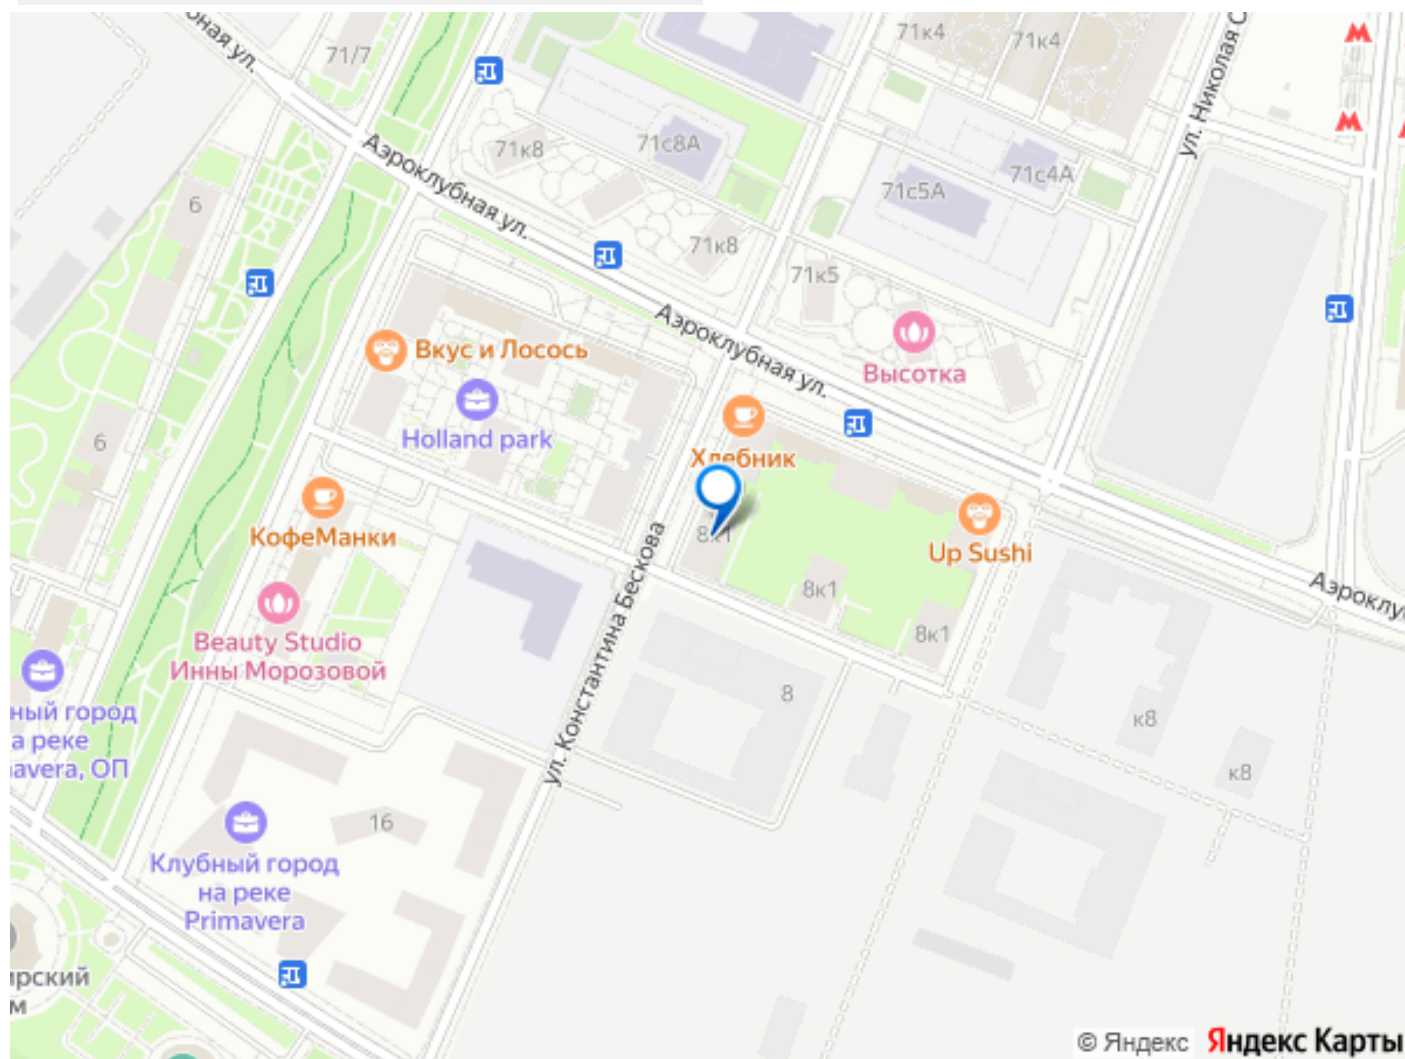 71/7
71к4
71к4
ул. Николая С
ная ул.
Аэроклубная ул.
71к8
71с8А
71с4А
71с5А
6
71к8
71к5
Аэроклубная ул.
Вкус и Лосось
Высотка
Holland park
6
Хлебник
КофеМанки
8к1
Up Sushi
8к1
Аэроклу
Beauty Studio
Инны Морозовой
ул. Константина Бескова
8к1
8
ный город
а реке
avera, ОП
к8
к8
16
Клубный город
на реке
Primavera
ирский
м
© Яндекс
Яндекс Карты